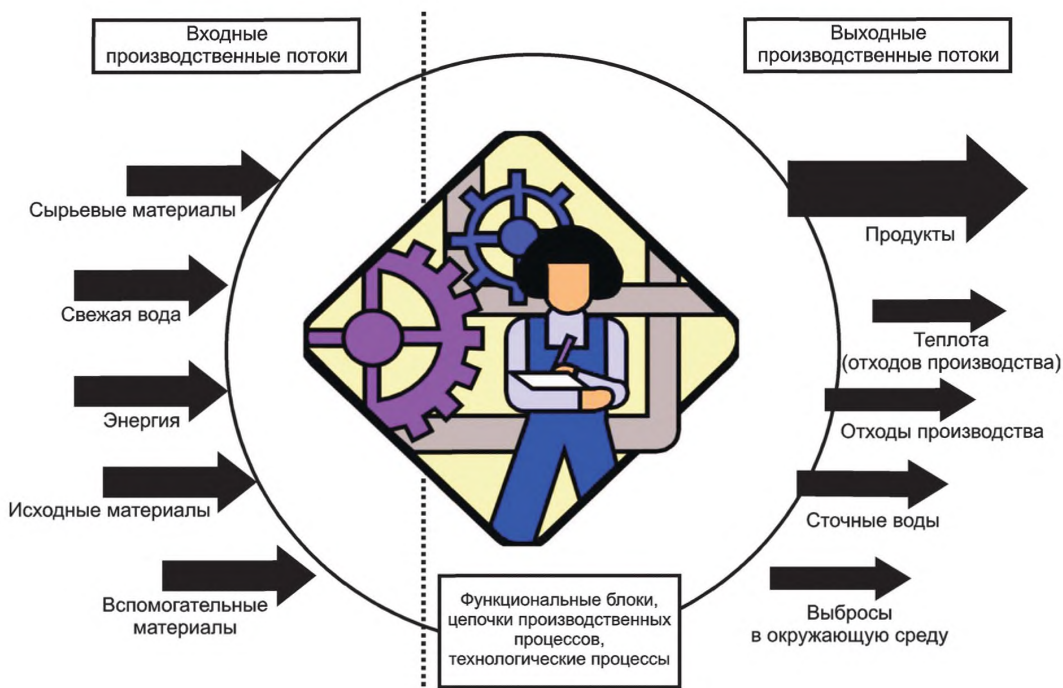 Входные
производственные потоки
Выходные
производственные потоки
Сырьевые материалы
Свежая вода
Энергия
Исходные материалы
Вспомогательные
материалы
Функциональные блоки,
цепочки производственных
процессов,
технологические процессы
Продукты
Теплота
(отходов производства)
Отходы производства
Сточные воды
Выбросы
в окружающую среду